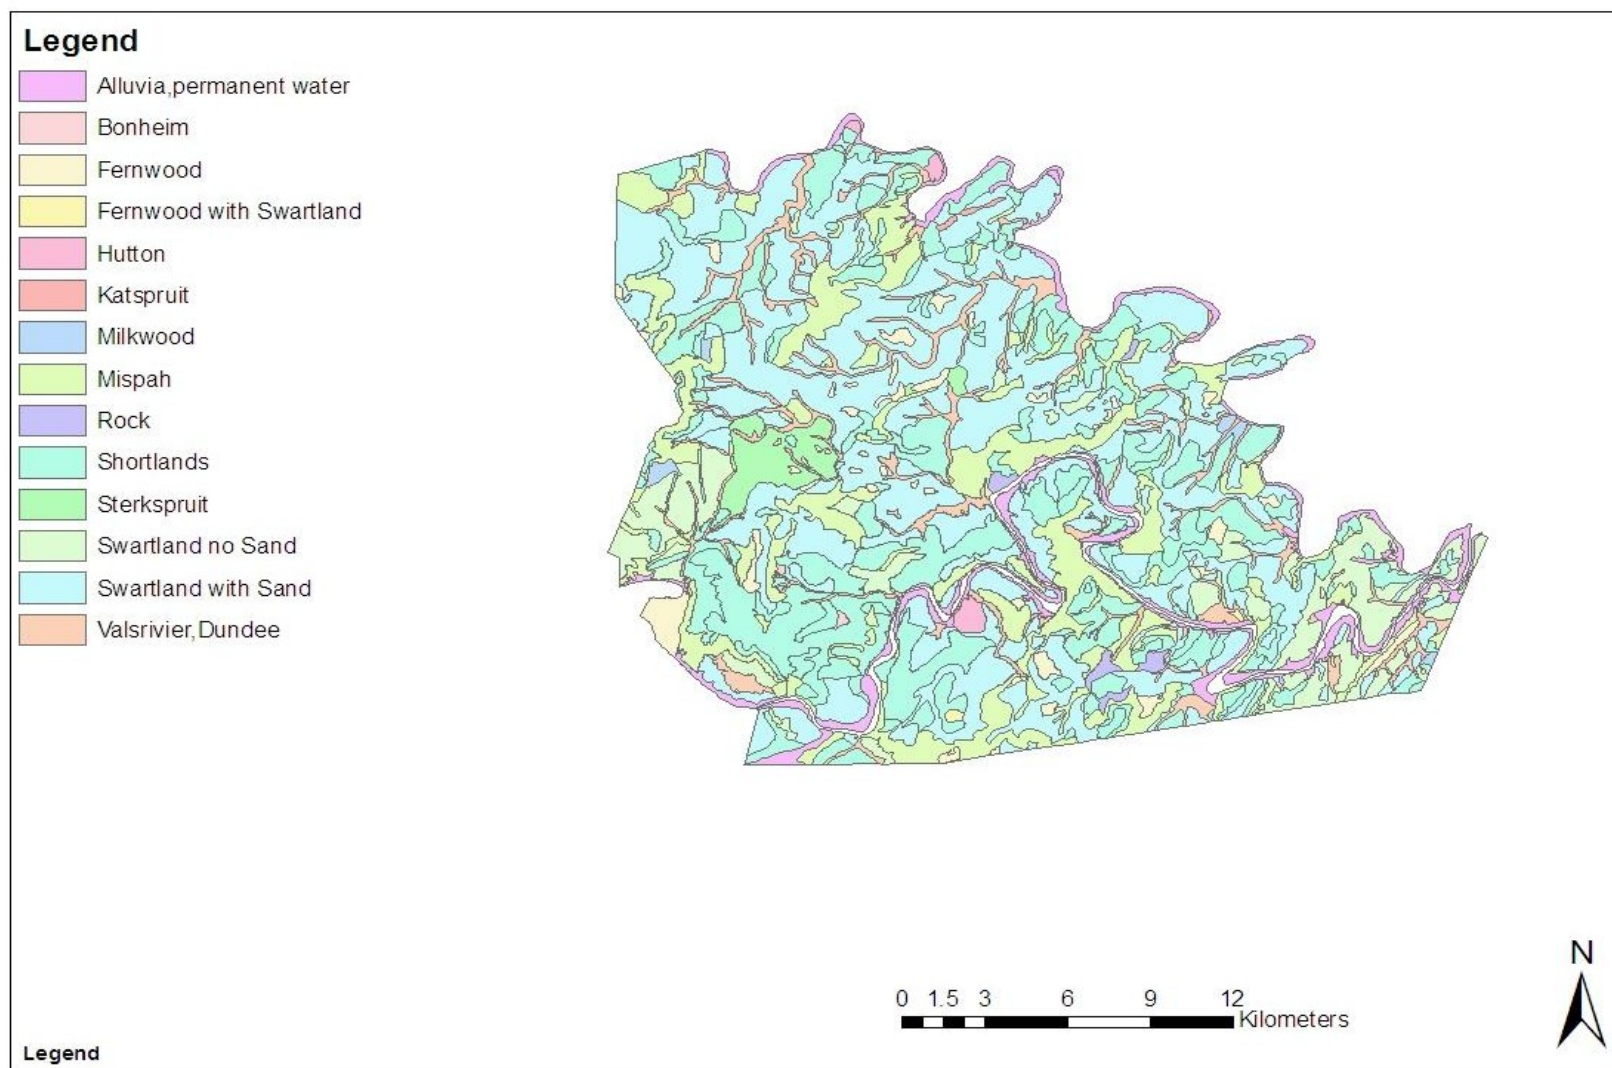 Legend
Alluvia,permanent water
Bonheim
Fernwood
Fernwood with Swartland
Hutton
Katspruit
Milkwood
Mispah
Rock
Shortlands
Sterkspruit
Swartland no Sand
Swartland with Sand
Valsrivier,Dundee
N
0 1.5 3 6 9 12
Kilometers
Legend